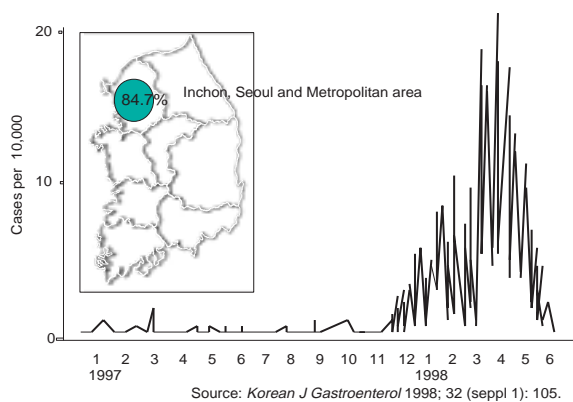 20
10
0
Cases per 10,000
84.7%
Inchon, Seoul and Metropolitan area
1 2 3 4 5 6 7 8 9 10 11 12 1 2 3 4 5 6
1997 1998
Source: Korean J Gastroenterol 1998; 32 (seppl 1): 105.